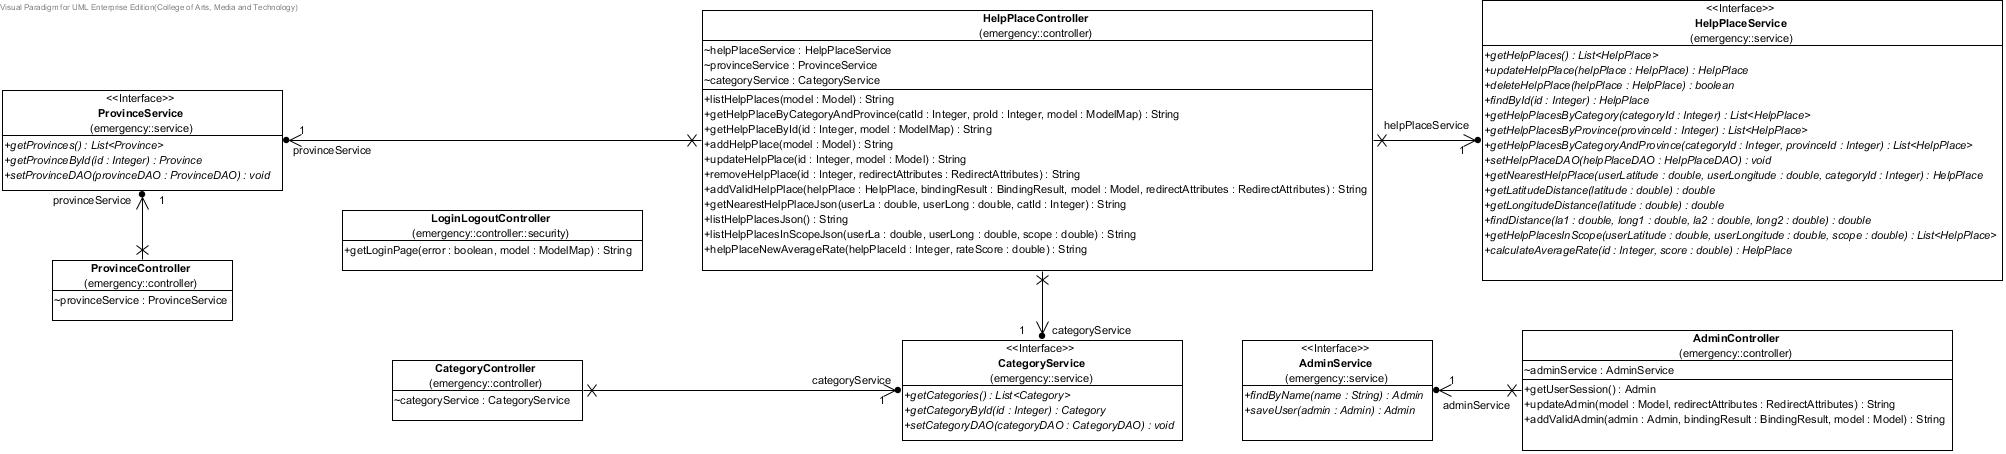 Visual Paradigm for UML Enterprise Edition(College of Arts, Media and Technology)
HelpPlaceController
(emergency::controller)
~helpPlaceService : HelpPlaceService
~provinceService : ProvinceService
~categoryService : CategoryService
+listHelpPlaces(model : Model) : String
+getHelpPlaceByCategoryAndProvince(catId : Integer, proId : Integer, model : ModelMap) : String
+getHelpPlaceById(id : Integer, model : ModelMap) : String
+addHelpPlace(model : Model) : String
+updateHelpPlace(id : Integer, model : Model) : String
+removeHelpPlace(id : Integer, redirectAttributes : RedirectAttributes) : String
+addValidHelpPlace(helpPlace : HelpPlace, bindingResult : BindingResult, model : Model, redirectAttributes : RedirectAttributes) : String
+getNearestHelpPlaceJson(userLa : double, userLong : double, catId : Integer) : String
+listHelpPlacesJson() : String
+listHelpPlacesInScopeJson(userLa : double, userLong : double, scope : double) : String
+helpPlaceNewAverageRate(helpPlaceId : Integer, rateScore : double) : String
<<Interface>>
HelpPlaceService
(emergency::service)
+getHelpPlaces() : List<HelpPlace>
+updateHelpPlace(helpPlace : HelpPlace) : HelpPlace
+deleteHelpPlace(helpPlace : HelpPlace) : boolean
+findById(id : Integer) : HelpPlace
+getHelpPlacesByCategory(categoryId : Integer) : List<HelpPlace>
+getHelpPlacesByProvince(provinceId : Integer) : List<HelpPlace>
+getHelpPlacesByCategoryAndProvince(categoryId : Integer, provinceId : Integer) : List<HelpPlace>
+setHelpPlaceDAO(helpPlaceDAO : HelpPlaceDAO) : void
+getNearestHelpPlace(userLatitude : double, userLongitude : double, categoryId : Integer) : HelpPlace
+getLatitudeDistance(latitude : double) : double
+getLongitudeDistance(latitude : double) : double
+findDistance(la1 : double, long1 : double, la2 : double, long2 : double) : double
+getHelpPlacesInScope(userLatitude : double, userLongitude : double, scope : double) : List<HelpPlace>
+calculateAverageRate(id : Integer, score : double) : HelpPlace
<<Interface>>
ProvinceService
(emergency::service)
+getProvinces() : List<Province>
+getProvinceById(id : Integer) : Province
+setProvinceDAO(provinceDAO : ProvinceDAO) : void
1
provinceService
helpPlaceService
1
provinceService
1
LoginLogoutController
(emergency::controller::security)
+getLoginPage(error : boolean, model : ModelMap) : String
ProvinceController
(emergency::controller)
~provinceService : ProvinceService
1
categoryService
CategoryController
(emergency::controller)
~categoryService : CategoryService
categoryService
1
<<Interface>>
CategoryService
(emergency::service)
+getCategories() : List<Category>
+getCategoryById(id : Integer) : Category
+setCategoryDAO(categoryDAO : CategoryDAO) : void
<<Interface>>
AdminService
(emergency::service)
+findByName(name : String) : Admin
+saveUser(admin : Admin) : Admin
1
adminService
AdminController
(emergency::controller)
~adminService : AdminService
+getUserSession() : Admin
+updateAdmin(model : Model, redirectAttributes : RedirectAttributes) : String
+addValidAdmin(admin : Admin, bindingResult : BindingResult, model : Model) : String